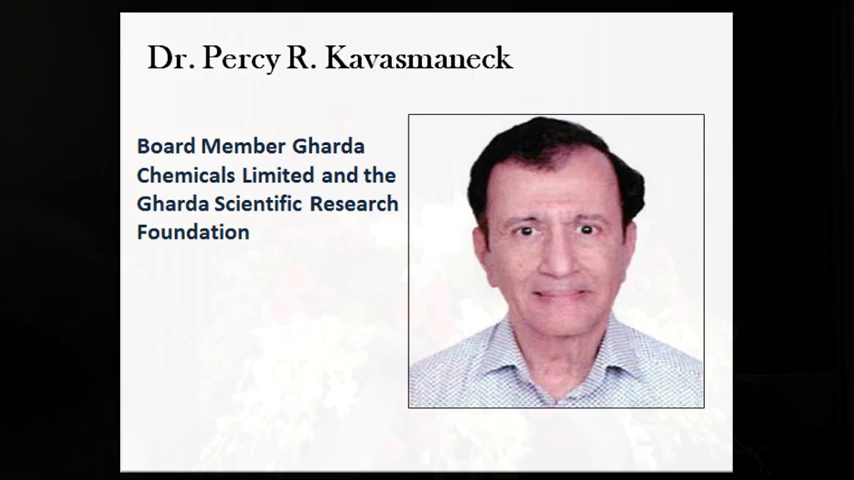 Dr. Percy R. Kavasmaneck
Board Member Gharda
Chemicals Limited and the
Gharda Scientific Research
Foundation